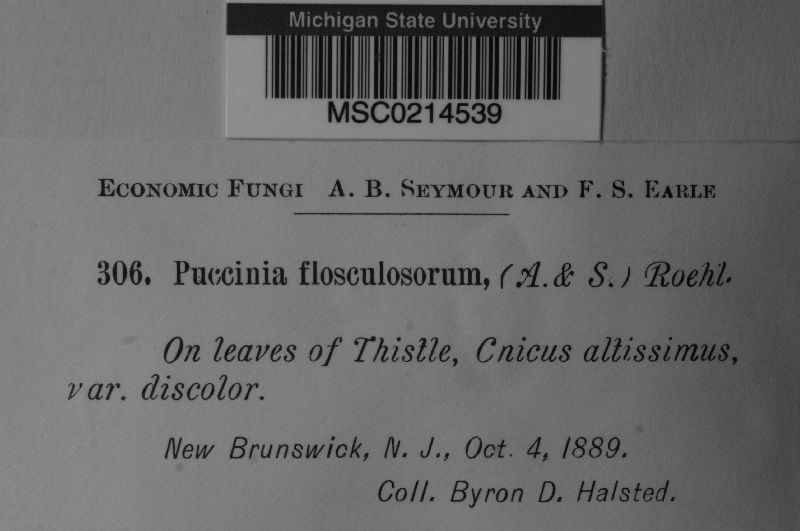 Michigan State University
MSC0214539
Economic Fungi A. B. Seymour and F. S. Earle
306. Puccinia flosculosorum, (A. & S.) Roehl.
On leaves of Thistle, Cnicus altissimus,
var. discolor.
New Brunswick, N. J., Oct. 4, 1889.
Coll. Byron D. Halsted.